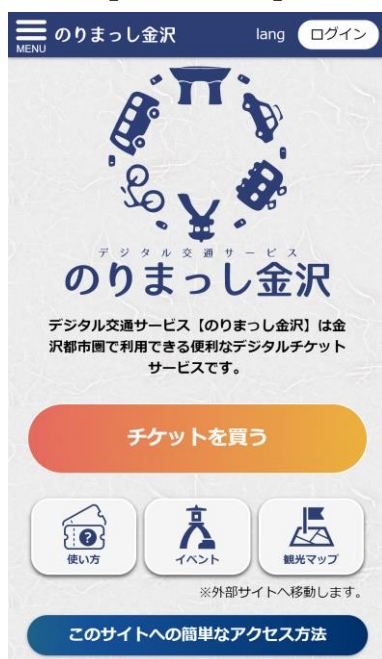 のりまっし金沢 lang ログイン
MENU
デジタル交通サービス
のりまっし金沢
デジタル交通サービス【のりまっし金沢】は金
沢都市圏で利用できる便利なデジタルチケット
サービスです。
チケットを買う
使い方 イベント 観光マップ
※外部サイトへ移動します。
このサイトへの簡単なアクセス方法